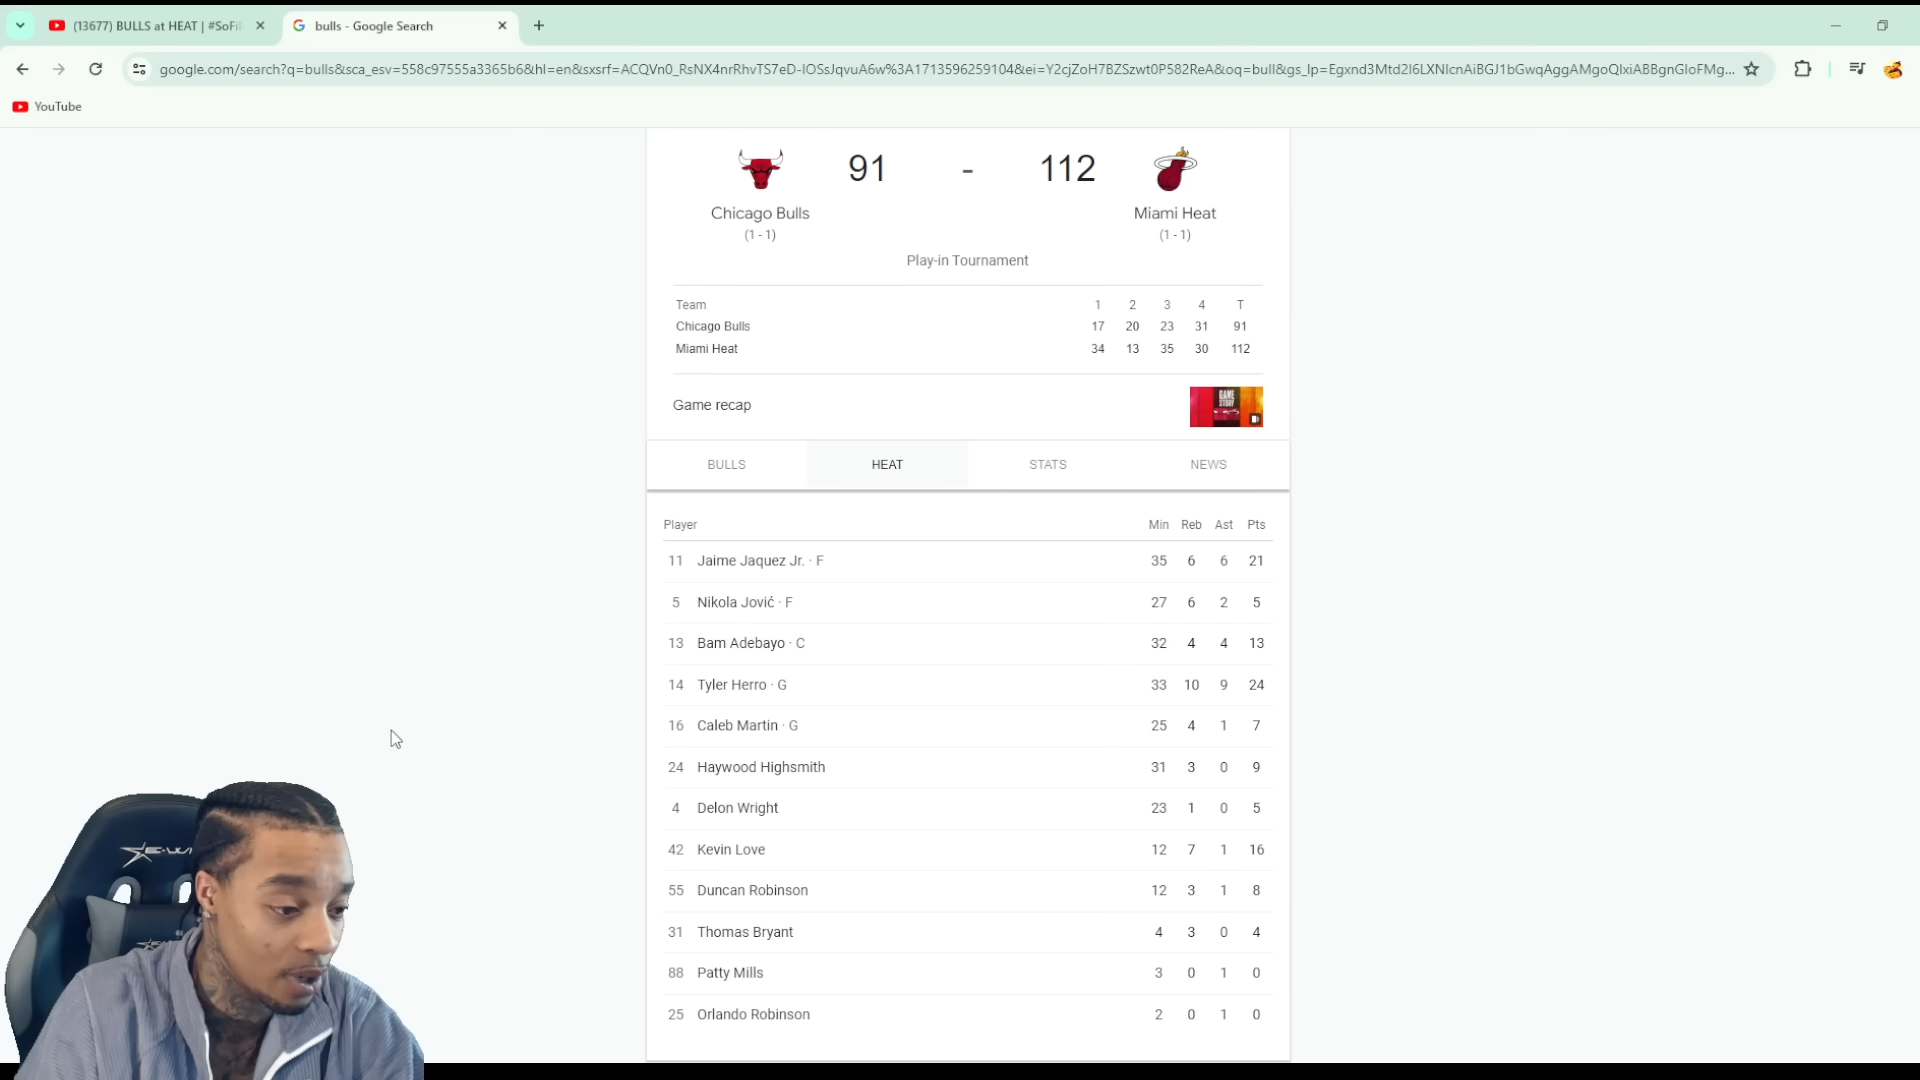 (13677) BULLS at HEAT | #SoFi
bulls - Google Search
google.com/search?q=bulls&sca_esv=558c97555a3365b6&hl=en&sxsrf=ACQVn0_RsNX4nrRhvTS7eD-IOSsJqvuA6w%3A1713596259104&ei=Y2cjZoH7BZSzwt0P582ReA&oq=bull&gs_lp=Egxnd3Mtd2l6LXNlcnAiBGJ1bGwqAggAMgoQIxiABBgnGIoFMg...
YouTube
91 - 112
Chicago Bulls Miami Heat
(1 - 1) (1 - 1)
Play-in Tournament
Team 1 2 3 4 T
Chicago Bulls 17 20 23 31 91
Miami Heat 34 13 35 30 112
Game recap
GAME
STORY
BULLS HEAT STATS NEWS
Player Min Reb Ast Pts
11 Jaime Jaquez Jr. · F 35 6 6 21
5 Nikola Jović · F 27 6 2 5
13 Bam Adebayo · C 32 4 4 13
14 Tyler Herro · G 33 10 9 24
16 Caleb Martin · G 25 4 1 7
24 Haywood Highsmith 31 3 0 9
4 Delon Wright 23 1 0 5
42 Kevin Love 12 7 1 16
55 Duncan Robinson 12 3 1 8
31 Thomas Bryant 4 3 0 4
88 Patty Mills 3 0 1 0
25 Orlando Robinson 2 0 1 0